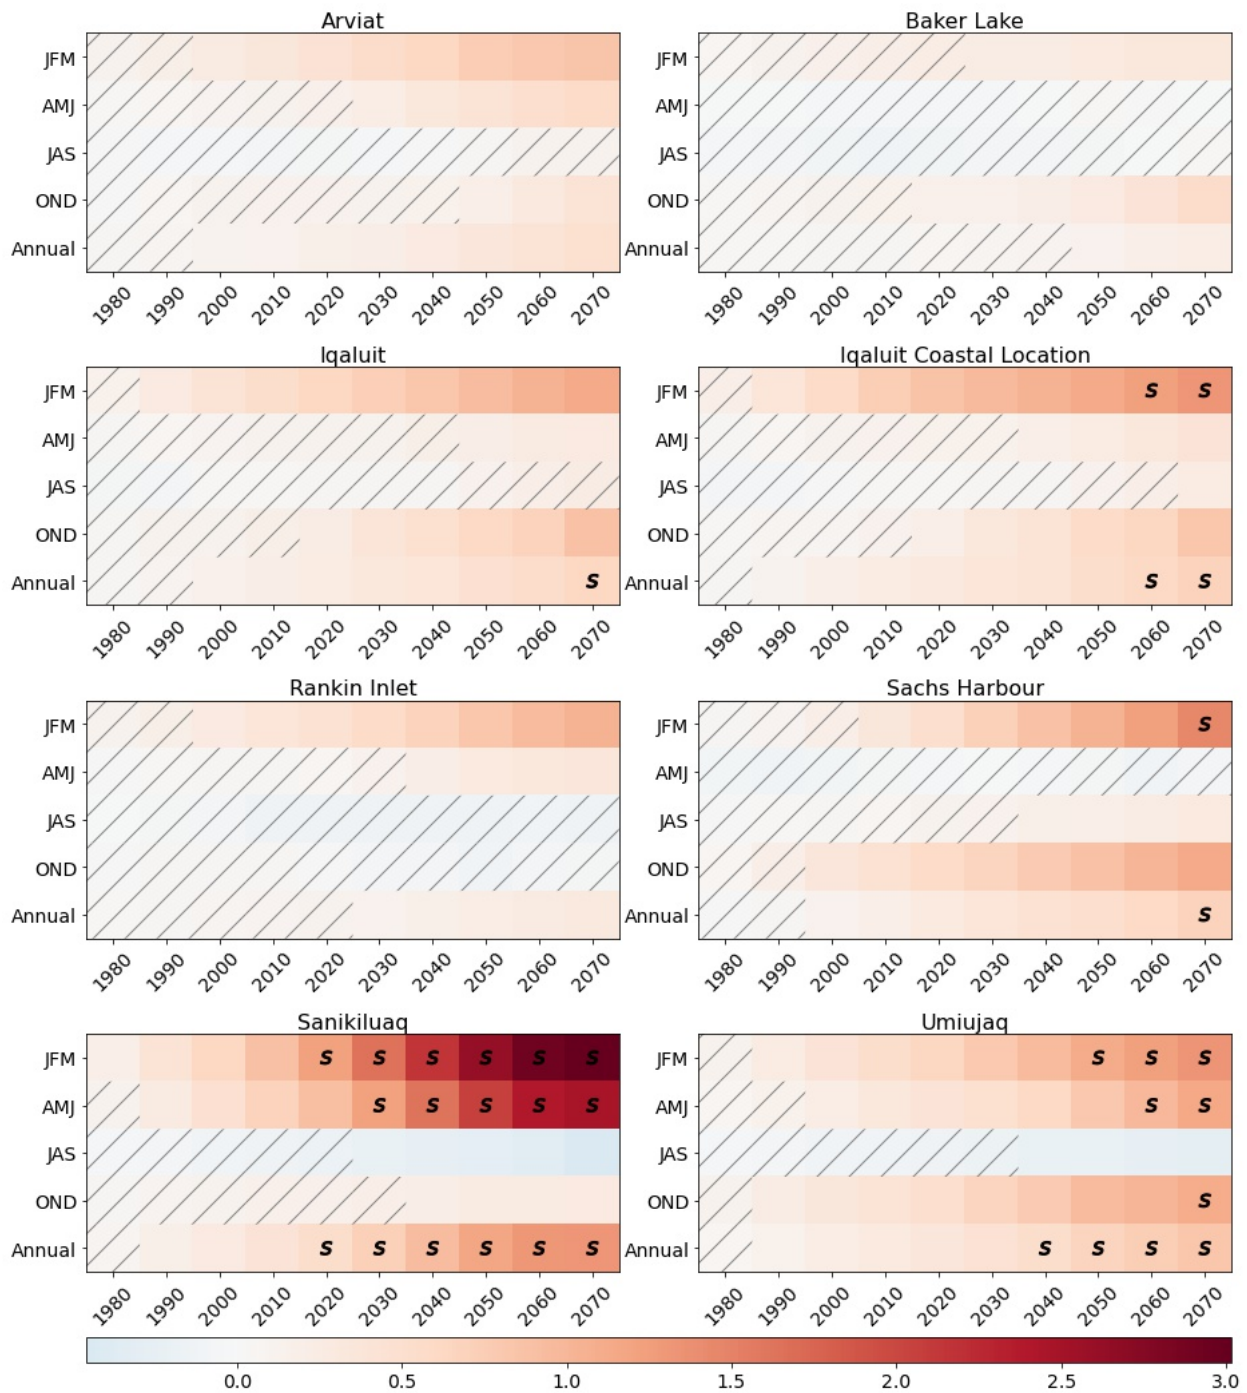 Arviat
JFM
AMJ
JAS
OND
Annual
1980 1990 2000 2010 2020 2030 2040 2050 2060 2070
Baker Lake
JFM
AMJ
JAS
OND
Annual
1980 1990 2000 2010 2020 2030 2040 2050 2060 2070
Iqaluit
JFM
AMJ
JAS
OND
Annual S
1980 1990 2000 2010 2020 2030 2040 2050 2060 2070
Iqaluit Coastal Location
JFM S S
AMJ
JAS
OND
Annual S S
1980 1990 2000 2010 2020 2030 2040 2050 2060 2070
Rankin Inlet
JFM
AMJ
JAS
OND
Annual
1980 1990 2000 2010 2020 2030 2040 2050 2060 2070
Sachs Harbour
JFM S
AMJ
JAS
OND
Annual S
1980 1990 2000 2010 2020 2030 2040 2050 2060 2070
Sanikiluaq
JFM S S S S S S
AMJ S S S S S
JAS
OND
Annual S S S S S S
1980 1990 2000 2010 2020 2030 2040 2050 2060 2070
Umiujaq
JFM S S S
AMJ S S
JAS
OND S
Annual S S S S
1980 1990 2000 2010 2020 2030 2040 2050 2060 2070
0.0 0.5 1.0 1.5 2.0 2.5 3.0